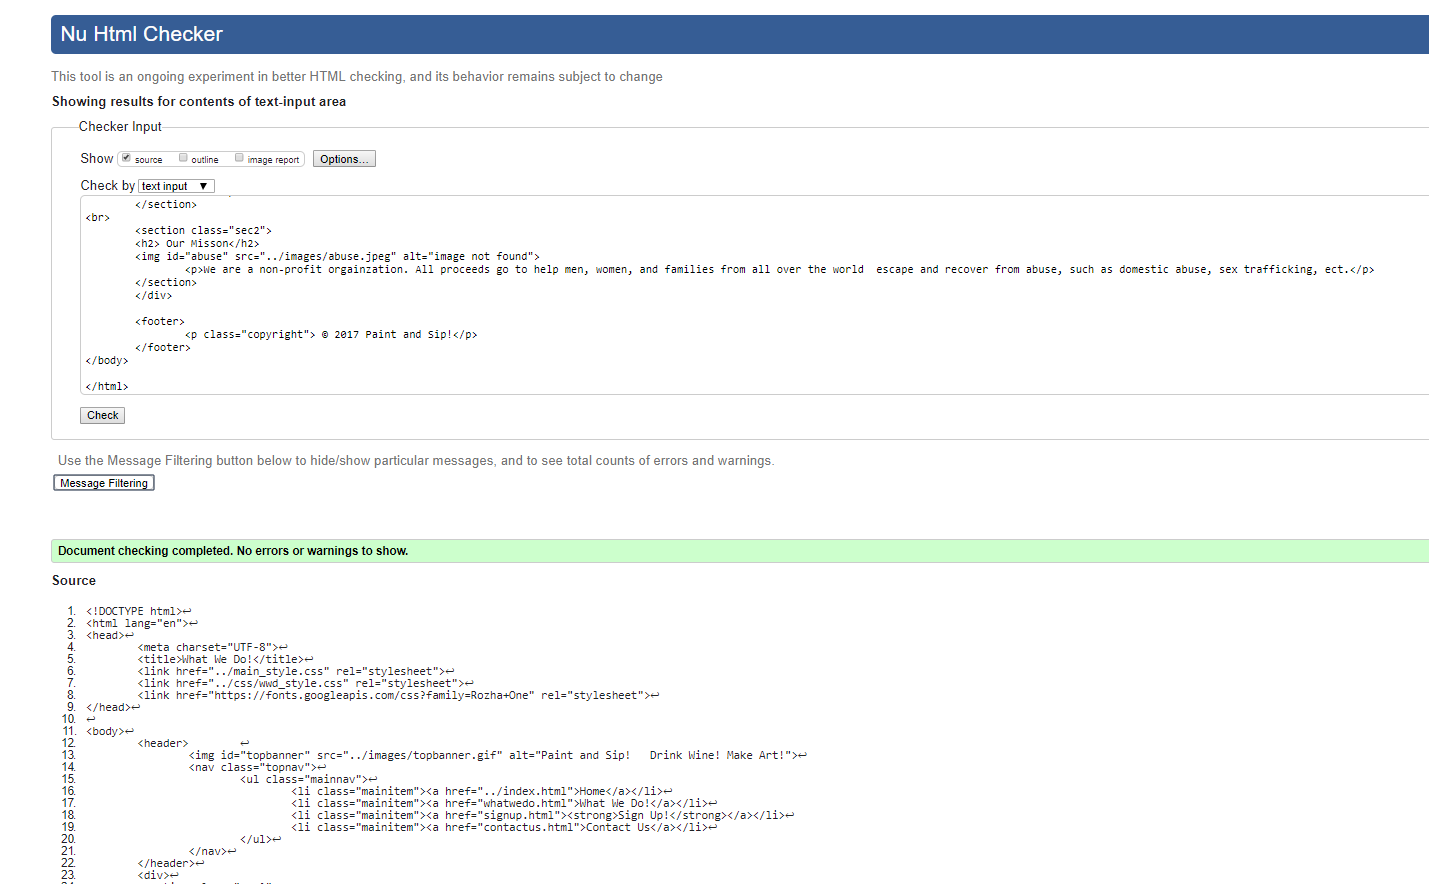 Nu Html Checker
This tool is an ongoing experiment in better HTML checking, and its behavior remains subject to change
Showing results for contents of text-input area
Checker Input
Show source outline image report Options...
Check by text input ▼
</section>
<br>
<section class="sec2">
<h2> Our Misson</h2>
<img id="abuse" src="../images/abuse.jpeg" alt="image not found">
<p>We are a non-profit orgainzation. All proceeds go to help men, women, and families from all over the world  escape and recover from abuse, such as domestic abuse, sex trafficking, ect.</p>
</section>
</div>
<footer>
<p class="copyright"> © 2017 Paint and Sip!</p>
</footer>
</body>
</html>
Check
Use the Message Filtering button below to hide/show particular messages, and to see total counts of errors and warnings.
Message Filtering
Document checking completed. No errors or warnings to show.
Source
1. <!DOCTYPE html>↩
2. <html lang="en">↩
3. <head>↩
4. <meta charset="UTF-8">↩
5. <title>What We Do!</title>↩
6. <link href="../main_style.css" rel="stylesheet">↩
7. <link href="../css/wwd_style.css" rel="stylesheet">↩
8. <link href="https://fonts.googleapis.com/css?family=Rozha+One" rel="stylesheet">↩
9. </head>↩
10. ↩
11. <body>↩
12. <header> ↩
13. <img id="topbanner" src="../images/topbanner.gif" alt="Paint and Sip!   Drink Wine! Make Art!">↩
14. <nav class="topnav">↩
15. <ul class="mainnav">↩
16. <li class="mainitem"><a href="../index.html">Home</a></li>↩
17. <li class="mainitem"><a href="whatwedo.html">What We Do!</a></li>↩
18. <li class="mainitem"><a href="signup.html"><strong>Sign Up!</strong></a></li>↩
19. <li class="mainitem"><a href="contactus.html">Contact Us</a></li>↩
20. </ul>↩
21. </nav>↩
22. </header>↩
23. <div>↩